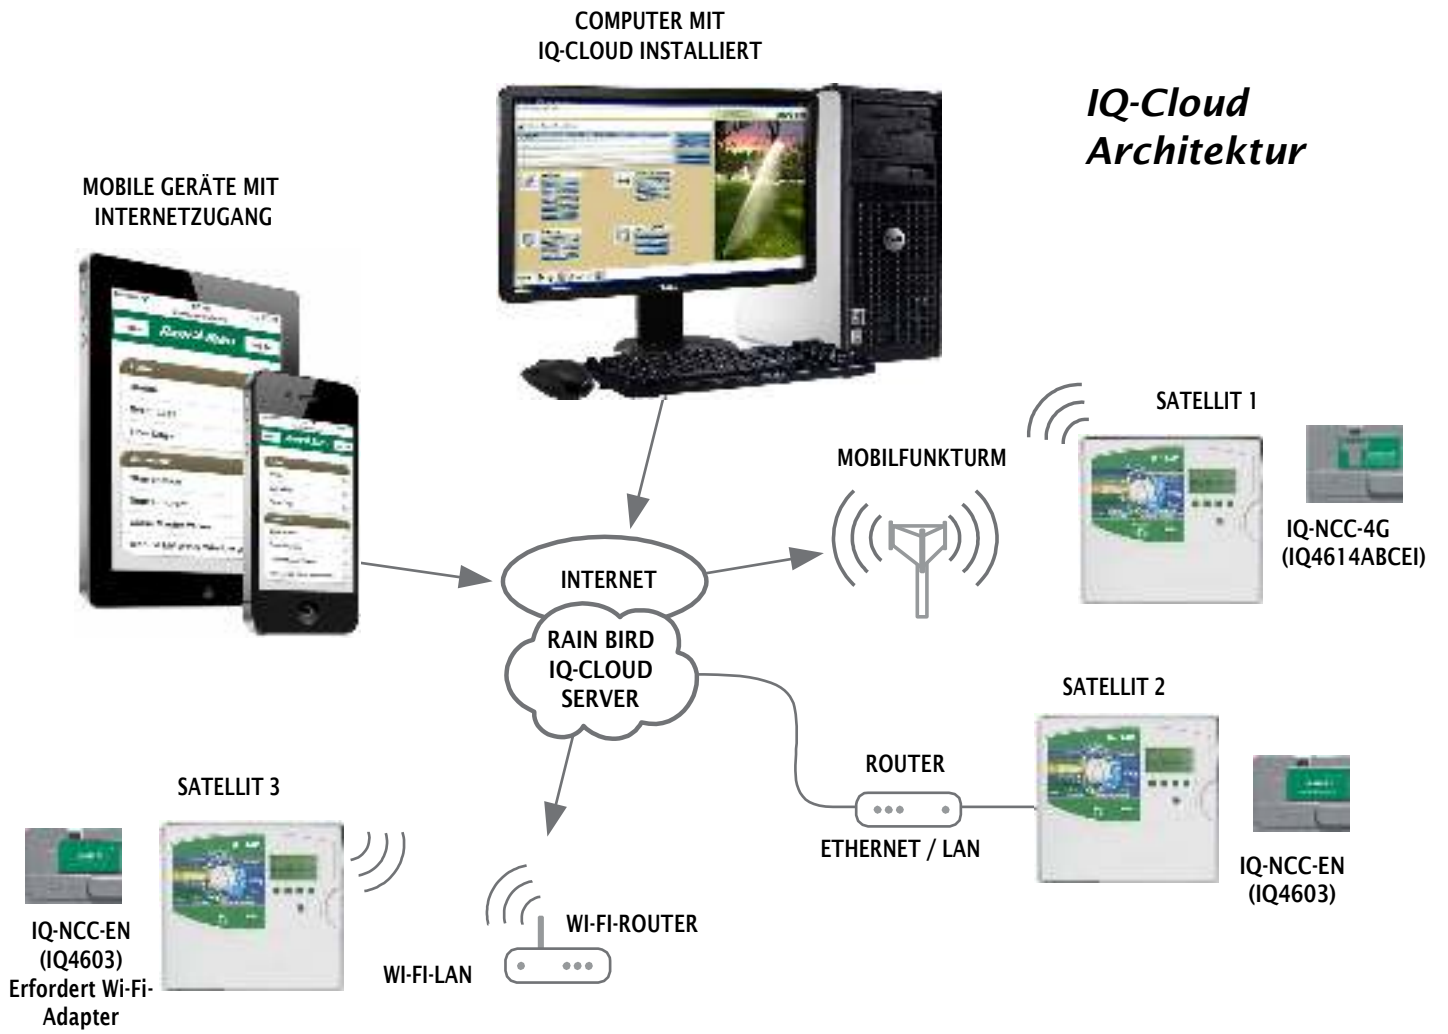 COMPUTER MIT
IQ-CLOUD INSTALLIERT
IQ-Cloud
Architektur
MOBILE GERÄTE MIT
INTERNETZUGANG
SATELLIT 1
MOBILFUNKTURM
IQ-NCC-4G
(IQ4614ABCEI)
INTERNET
RAIN BIRD
IQ-CLOUD
SERVER
SATELLIT 2
ROUTER
ETHERNET / LAN
IQ-NCC-EN
(IQ4603)
SATELLIT 3
IQ-NCC-EN
(IQ4603)
Erfordert Wi-Fi-
Adapter
WI-FI-ROUTER
WI-FI-LAN